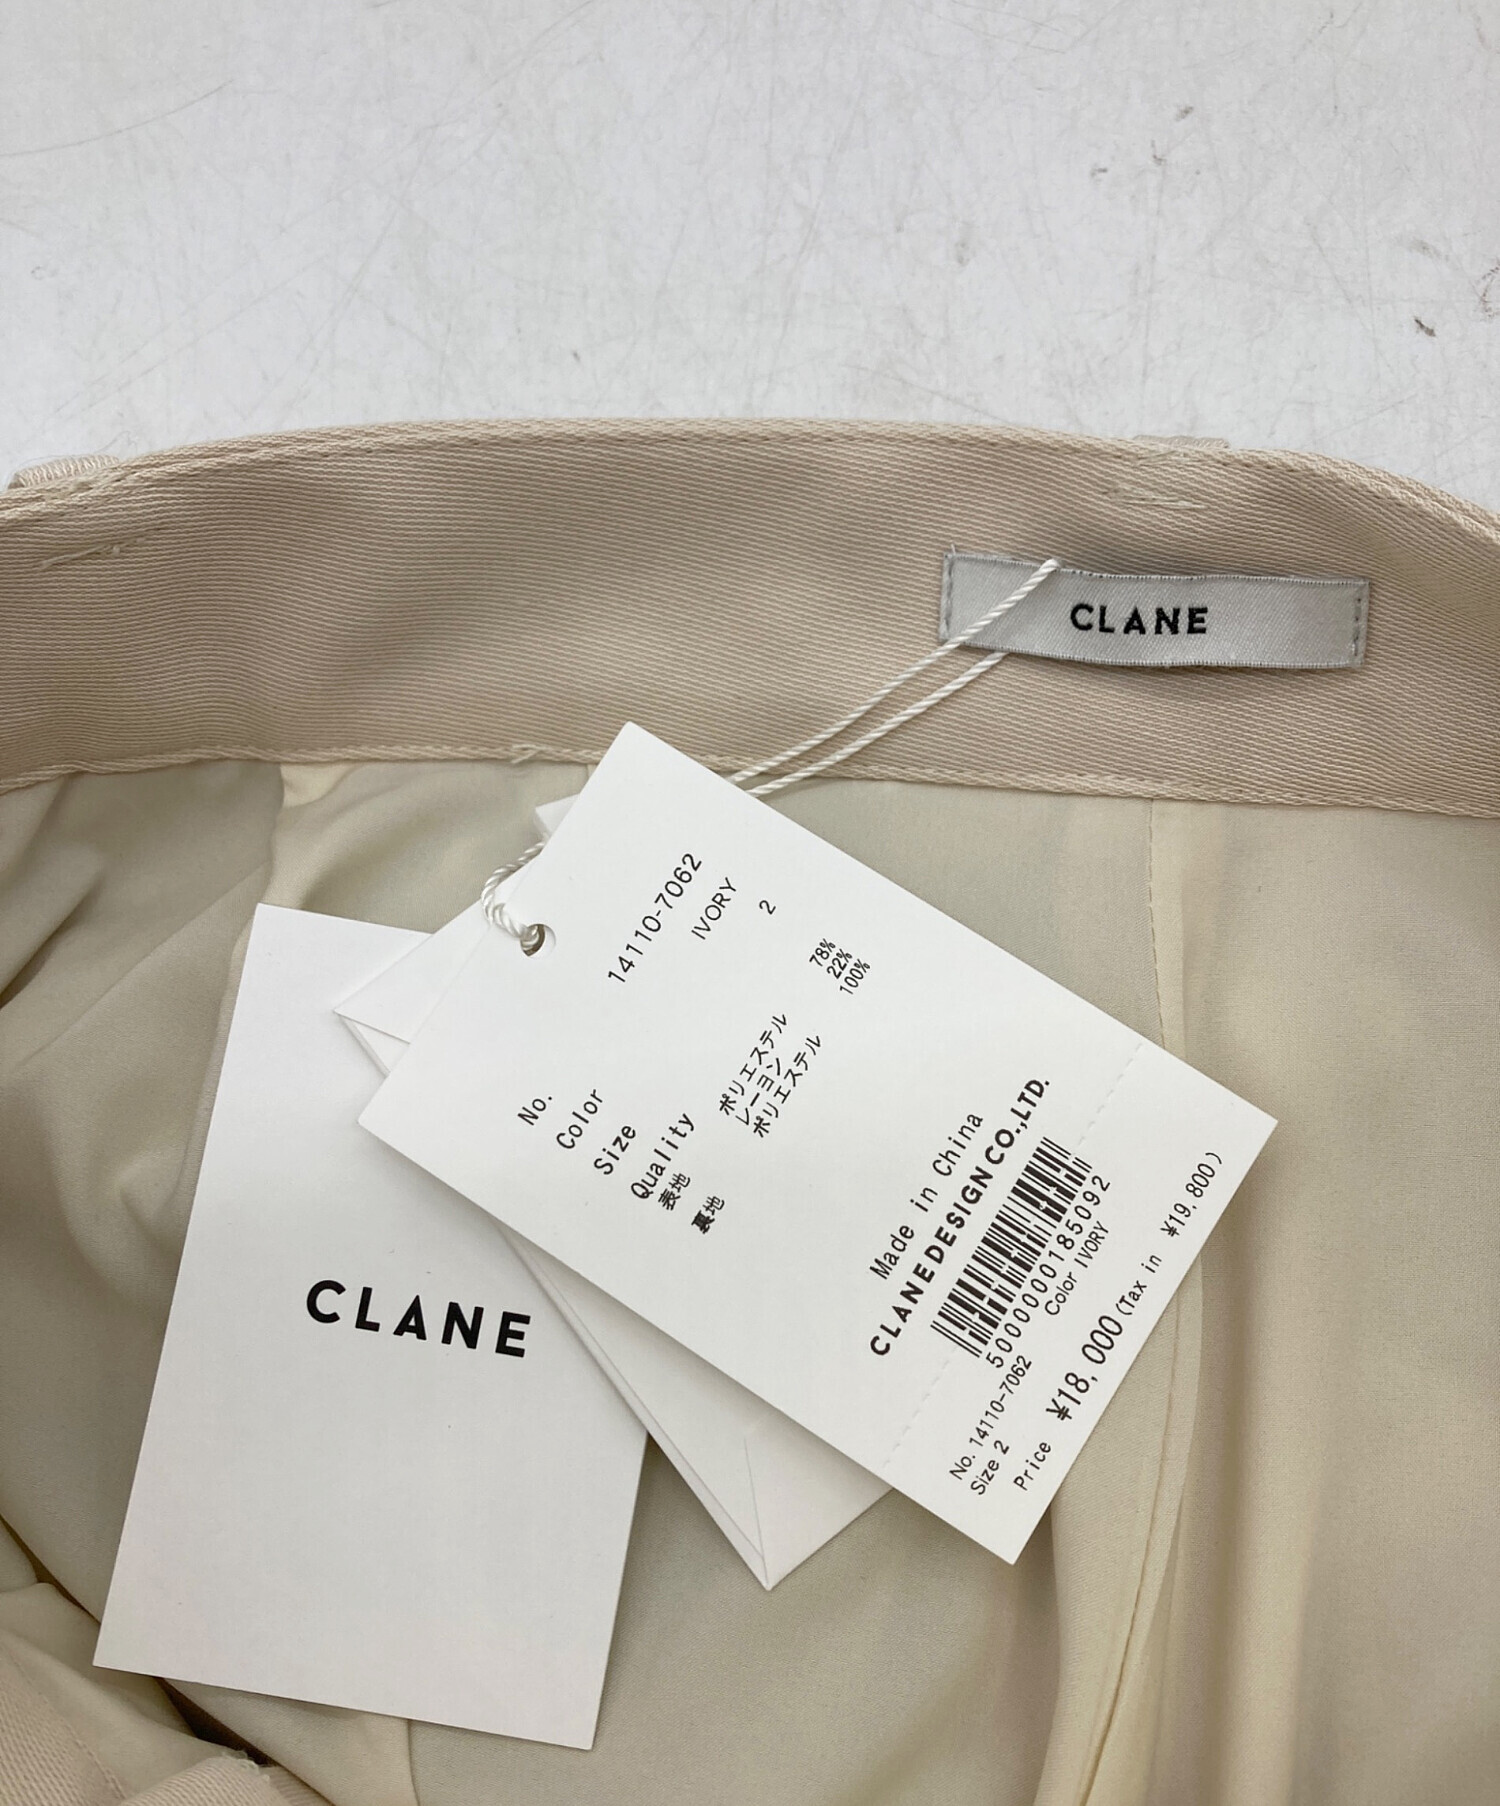 CLANE
No. 14110-7062
Color IVORY
Size 2
Quality
表地 ポリエステル 78%
レーヨン 22%
裏地 ポリエステル 100%
Made in China
CLANE DESIGN CO.,LTD.
5000000185092
No. 14110-7062 Color IVORY
Size 2
Price ¥18,000 (Tax in ¥19,800)
CLANE